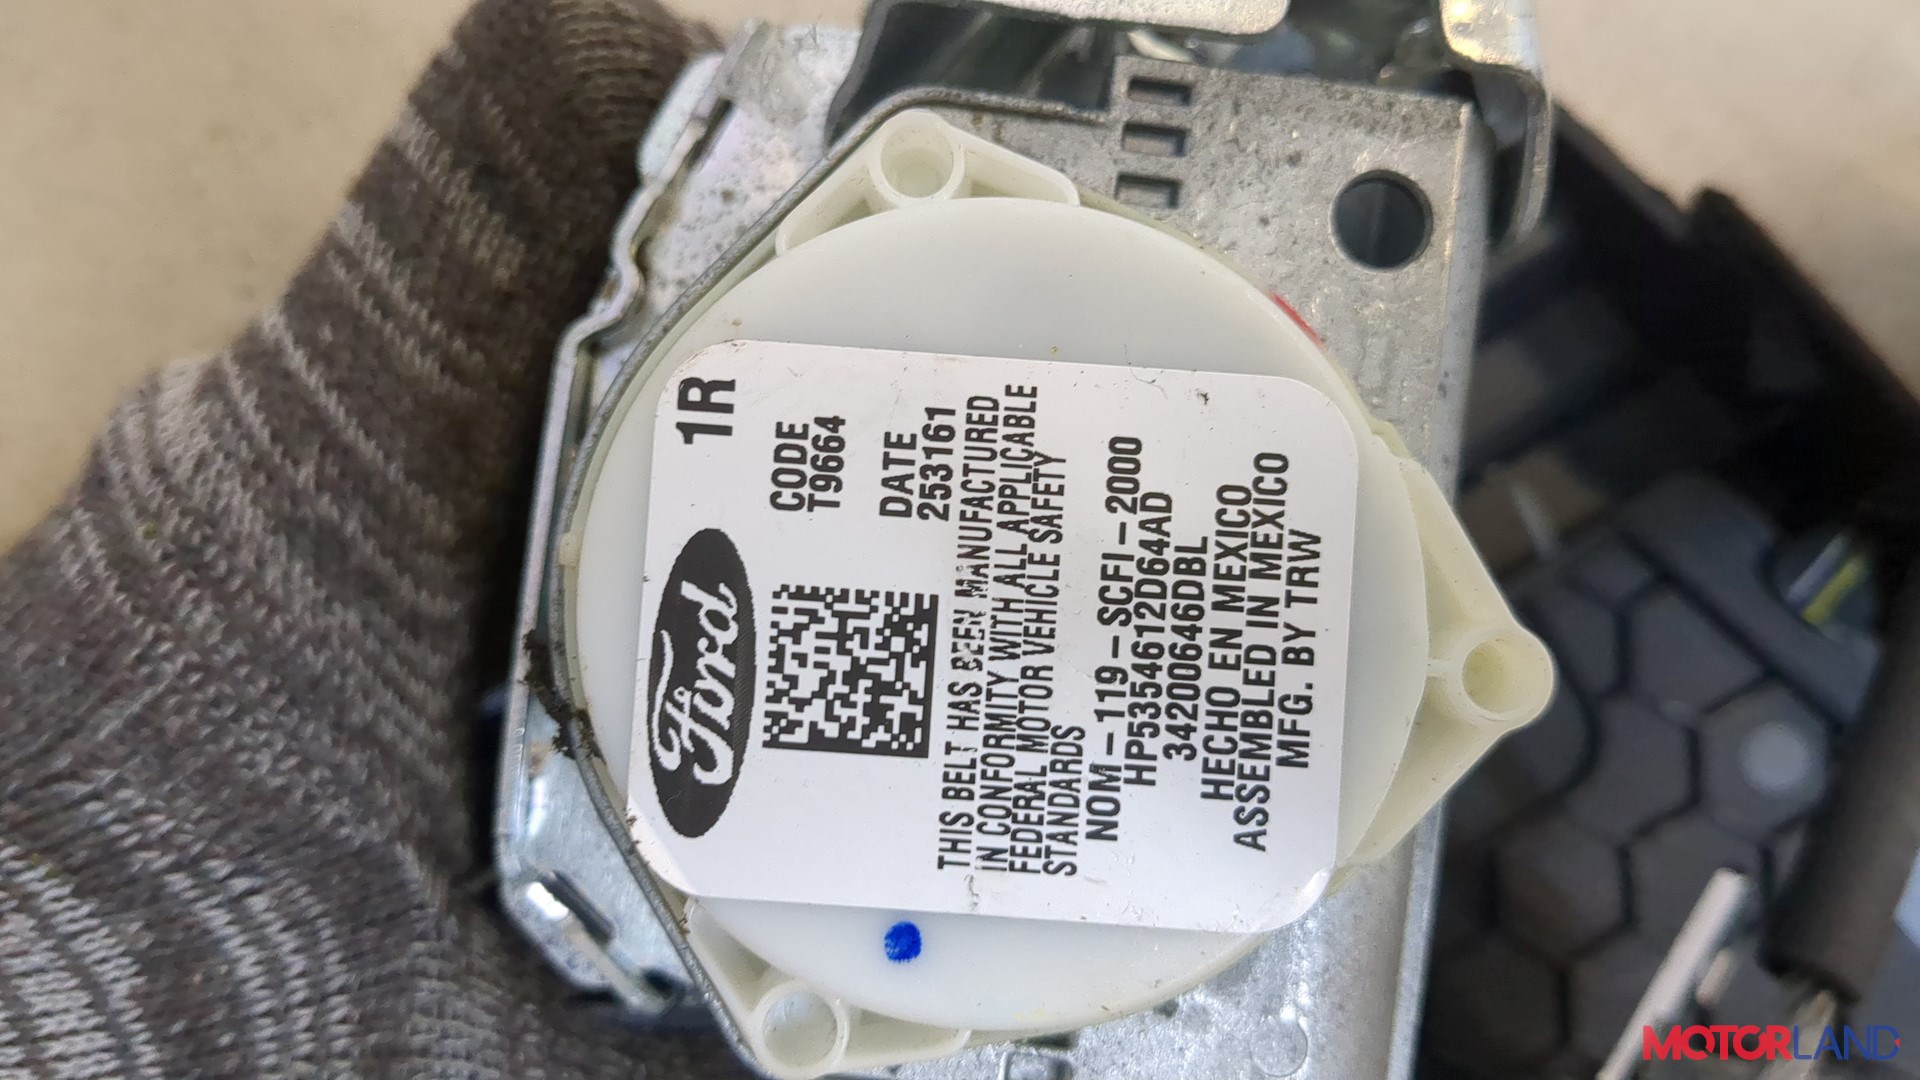 1R
Ford
CODE
T9664
DATE
253161
THIS BELT HAS BEEN MANUFACTURED
IN CONFORMITY WITH ALL APPLICABLE
FEDERAL MOTOR VEHICLE SAFETY
STANDARDS
NOM-119-SCFI-2000
HP5354612D64AD
34200646DBL
HECHO EN MEXICO
ASSEMBLED IN MEXICO
MFG. BY TRW
MOTORLAND